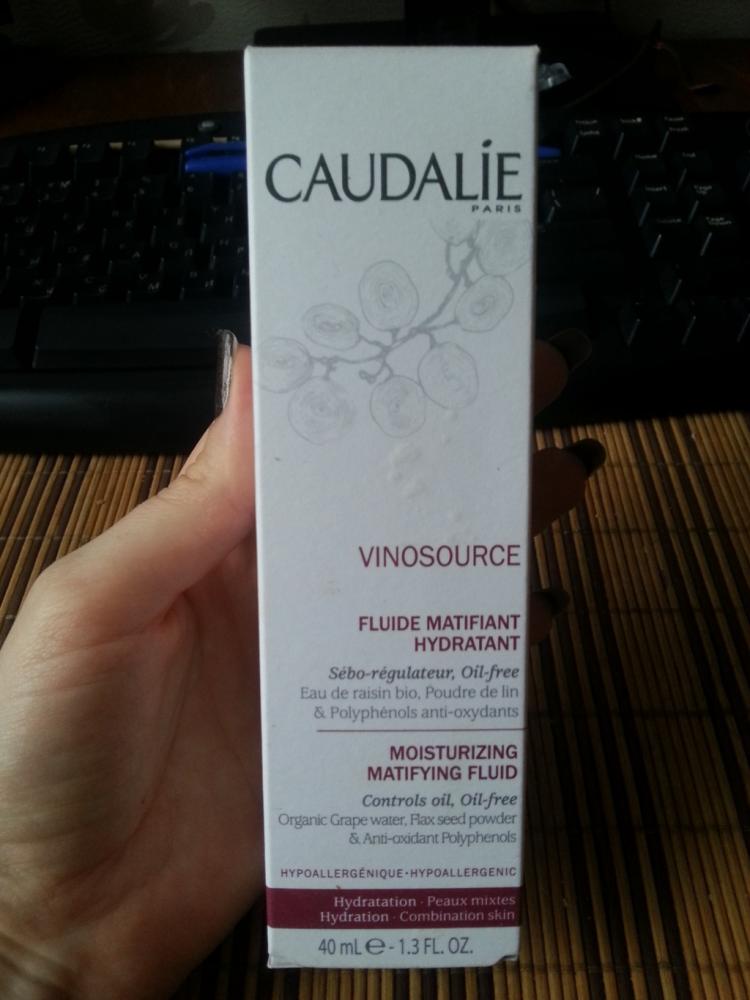 CAUDALÍE
PARIS
VINOSOURCE
FLUIDE MATIFIANT
HYDRATANT
Sébo-régulateur, Oil-free
Eau de raisin bio, Poudre de lin
& Polyphénols anti-oxydants
MOISTURIZING
MATIFYING FLUID
Controls oil, Oil-free
Organic Grape water, Flax seed powder
& Anti-oxidant Polyphenols
HYPOALLERGÉNIQUE·HYPOALLERGENIC
Hydratation · Peaux mixtes
Hydration · Combination skin
40 mL ℮ - 1.3 FL. OZ.